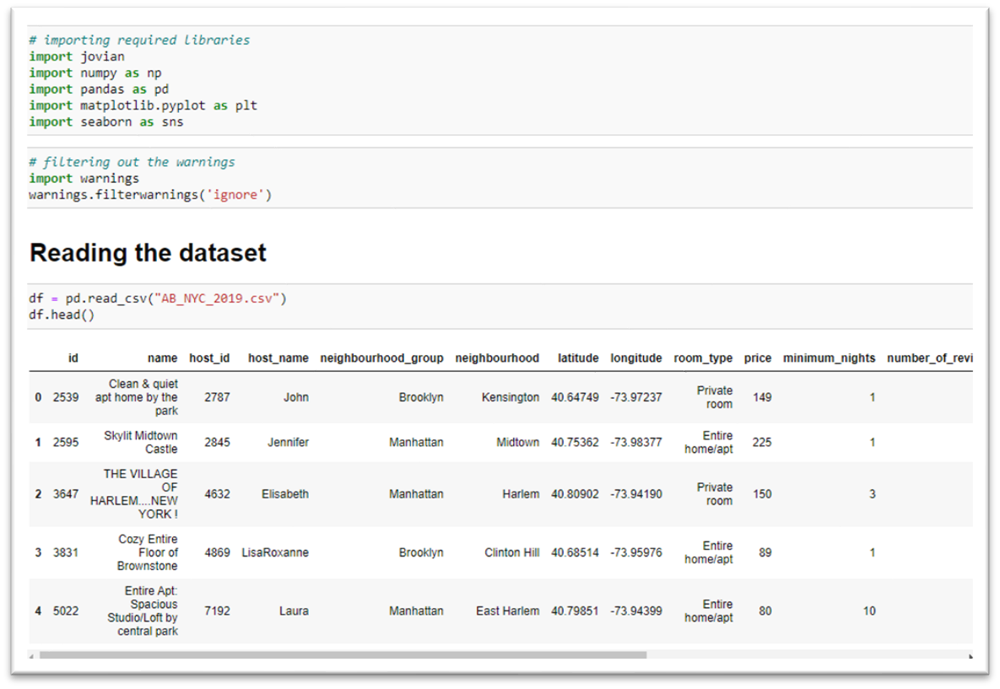 # importing required libraries
import jovian
import numpy as np
import pandas as pd
import matplotlib.pyplot as plt
import seaborn as sns
# filtering out the warnings
import warnings
warnings.filterwarnings('ignore')
Reading the dataset
df = pd.read_csv("AB_NYC_2019.csv")
df.head()
id name host_id host_name neighbourhood_group neighbourhood latitude longitude room_type price minimum_nights number_of_revi
0 2539 Clean & quiet apt home by the park 2787 John Brooklyn Kensington 40.64749 -73.97237 Private room 149 1
1 2595 Skylit Midtown Castle 2845 Jennifer Manhattan Midtown 40.75362 -73.98377 Entire home/apt 225 1
2 3647 THE VILLAGE OF HARLEM....NEW YORK ! 4632 Elisabeth Manhattan Harlem 40.80902 -73.94190 Private room 150 3
3 3831 Cozy Entire Floor of Brownstone 4869 LisaRoxanne Brooklyn Clinton Hill 40.68514 -73.95976 Entire home/apt 89 1
4 5022 Entire Apt: Spacious Studio/Loft by central park 7192 Laura Manhattan East Harlem 40.79851 -73.94399 Entire home/apt 80 10